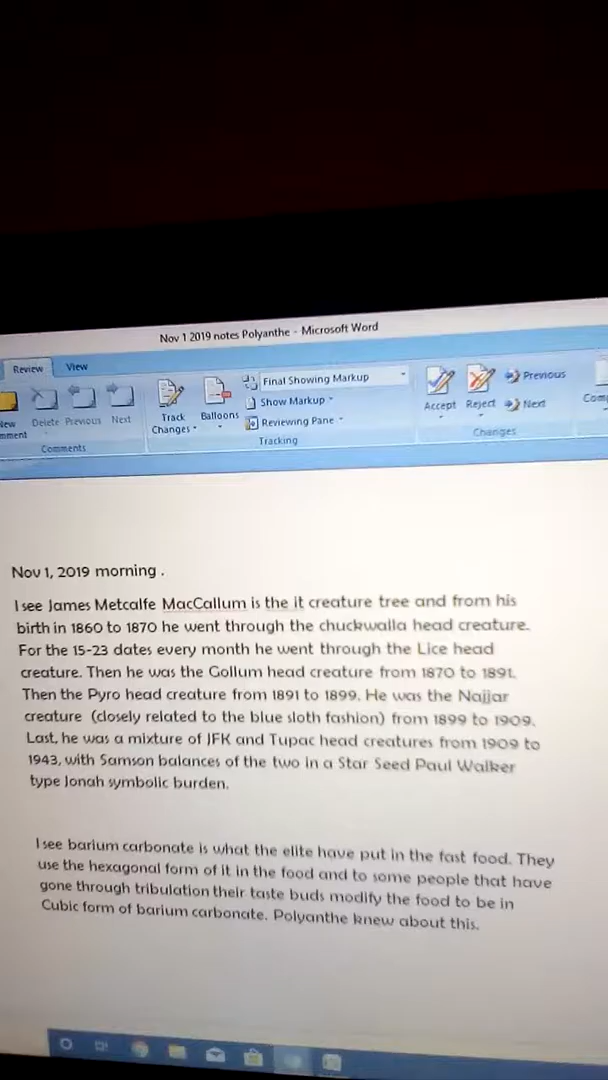 Nov 1 2019 notes Polyanthe - Microsoft Word
Review View
Delete Previous Next
Comments
Track Changes
Balloons
Final Showing Markup
Show Markup
Reviewing Pane
Tracking
Accept Reject
Previous
Next
Changes
Nov 1, 2019 morning .
I see James Metcalfe MacCallum is the it creature tree and from his
birth in 1860 to 1870 he went through the chuckwalla head creature.
For the 15-23 dates every month he went through the Lice head
creature. Then he was the Gollum head creature from 1870 to 1891.
Then the Pyro head creature from 1891 to 1899. He was the Najjar
creature (closely related to the blue sloth fashion) from 1899 to 1909.
Last, he was a mixture of JFK and Tupac head creatures from 1909 to
1943, with Samson balances of the two in a Star Seed Paul Walker
type Jonah symbolic burden.
I see barium carbonate is what the elite have put in the fast food. They
use the hexagonal form of it in the food and to some people that have
gone through tribulation their taste buds modify the food to be in
Cubic form of barium carbonate. Polyanthe knew about this.